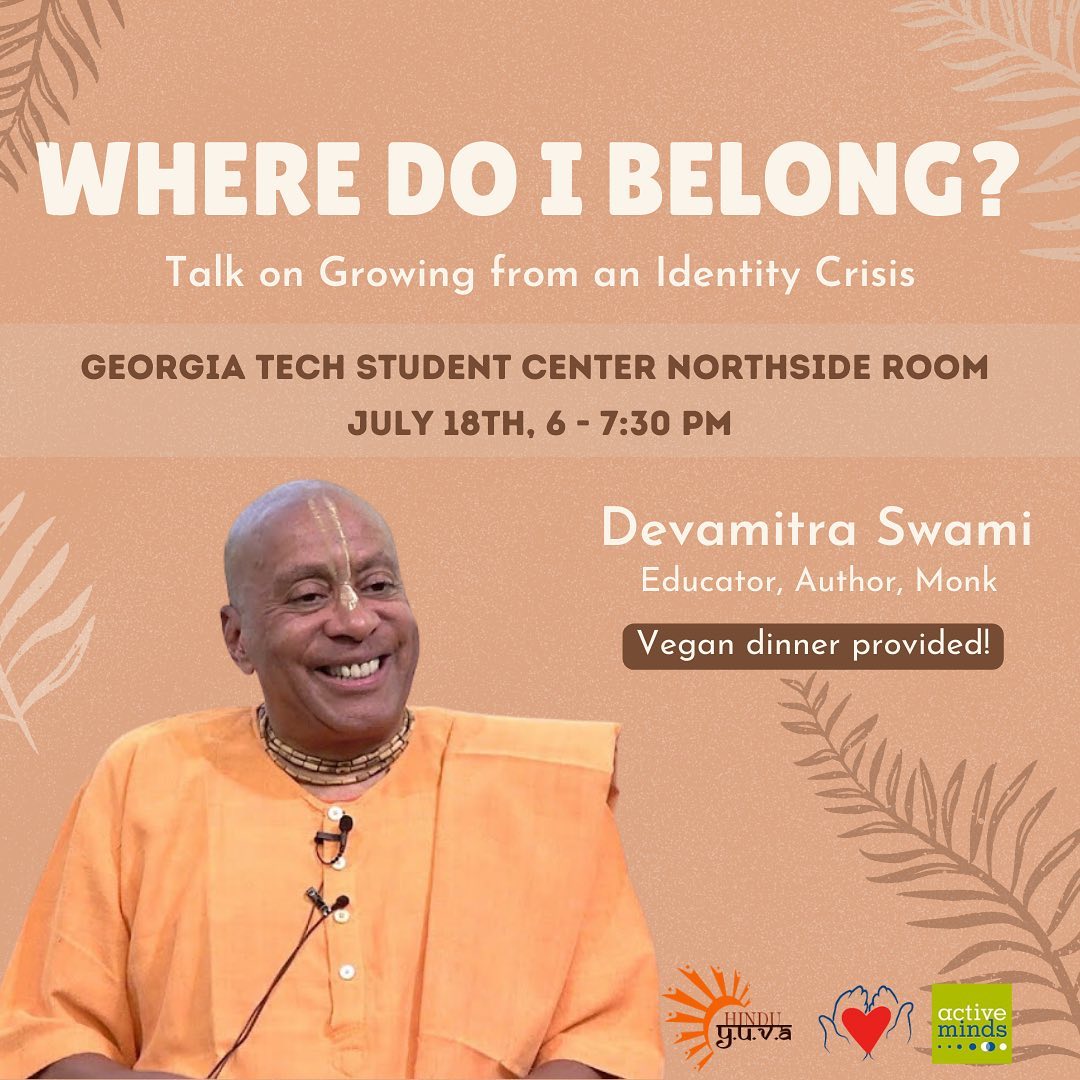 WHERE DO I BELONG?
Talk on Growing from an Identity Crisis
GEORGIA TECH STUDENT CENTER NORTHSIDE ROOM
JULY 18TH, 6 - 7:30 PM
Devamitra Swami
Educator, Author, Monk
Vegan dinner provided!
HINDU
y.u.v.a
active
minds